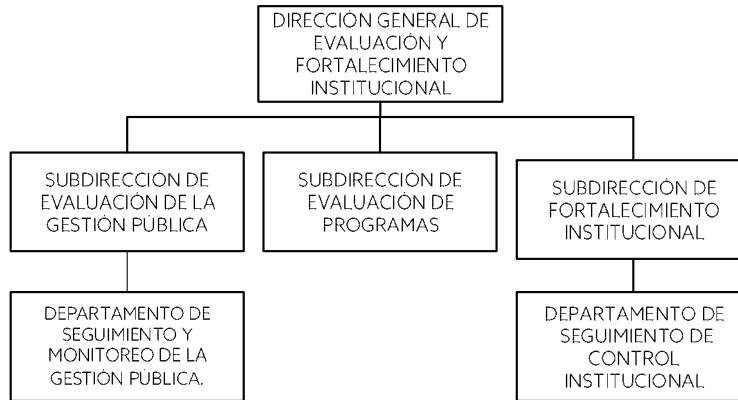 DIRECCIÓN GENERAL DE
EVALUACIÓN Y
FORTALECIMIENTO
INSTITUCIONAL
SUBDIRECCIÓN DE
EVALUACIÓN DE LA
GESTIÓN PÚBLICA
SUBDIRECCIÓN DE
EVALUACIÓN DE
PROGRAMAS
SUBDIRECCIÓN DE
FORTALECIMIENTO
INSTITUCIONAL
DEPARTAMENTO DE
SEGUIMIENTO Y
MONITOREO DE LA
GESTIÓN PÚBLICA.
DEPARTAMENTO DE
SEGUIMIENTO DE
CONTROL
INSTITUCIONAL